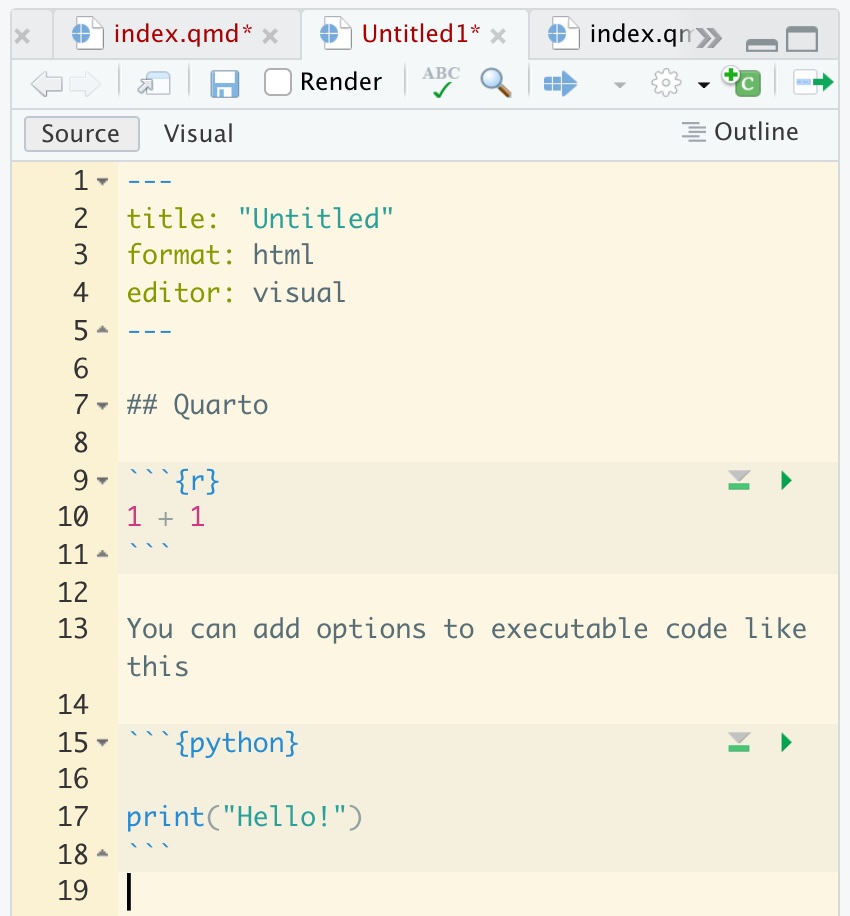 index.qmd*
Untitled1*
index.qm
Render
ABC
C
Source
Visual
Outline
1 ---
2 title: "Untitled"
3 format: html
4 editor: visual
5 ---
6
7 ## Quarto
8
9 ```{r}
10 1 + 1
11 ```
12
13 You can add options to executable code like
this
14
15 ```{python}
16
17 print("Hello!")
18 ```
19